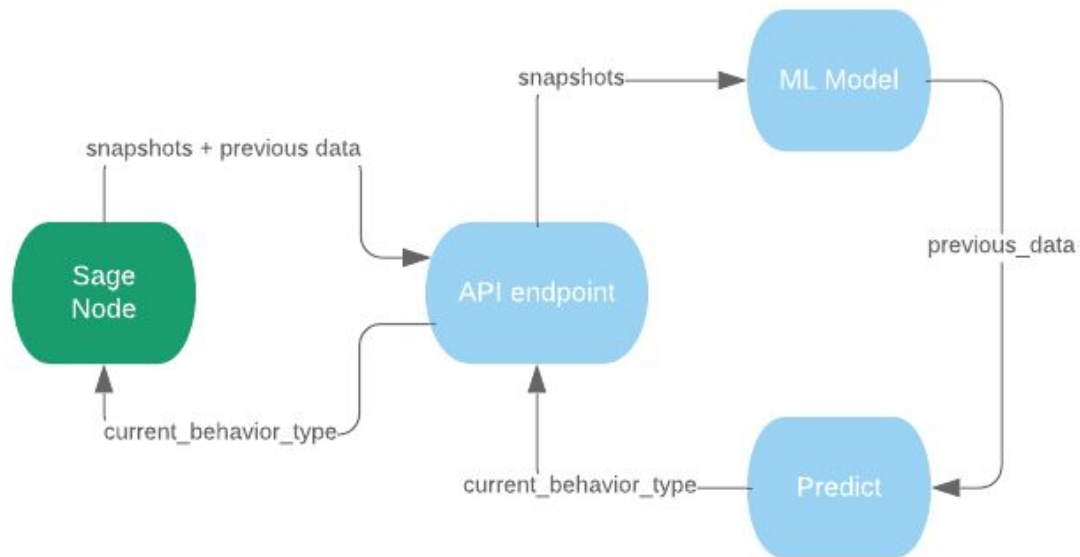 snapshots
ML Model
snapshots + previous data
previous_data
Sage
Node
API endpoint
current_behavior_type
current_behavior_type
Predict